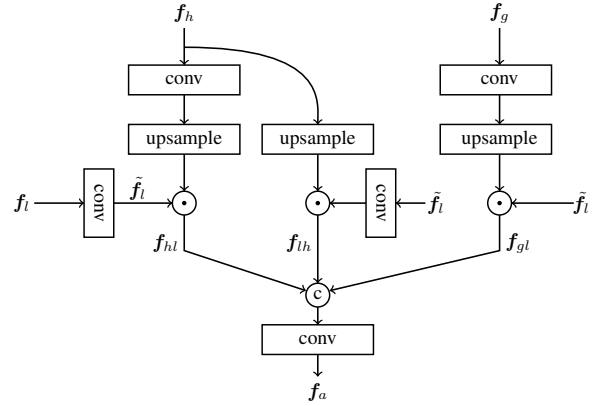 f_h f_g
conv conv
upsample upsample upsample
f_l conv f̃_l conv f̃_l f̃_l
f_hl f_lh f_gl
c
conv
f_a